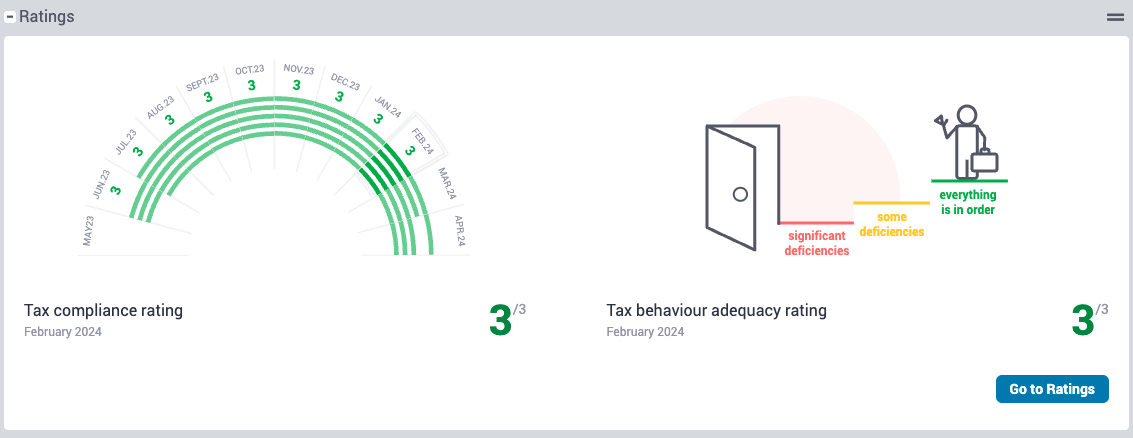 Ratings
MAY.23
JUN.23
3
JUL.23
3
AUG.23
3
SEPT.23
3
OCT.23
3
NOV.23
3
DEC.23
3
JAN.24
3
FEB.24
3
MAR.24
APR.24
significant
deficiencies
some
deficiencies
everything
is in order
Tax compliance rating
February 2024
3/3
Tax behaviour adequacy rating
February 2024
3/3
Go to Ratings